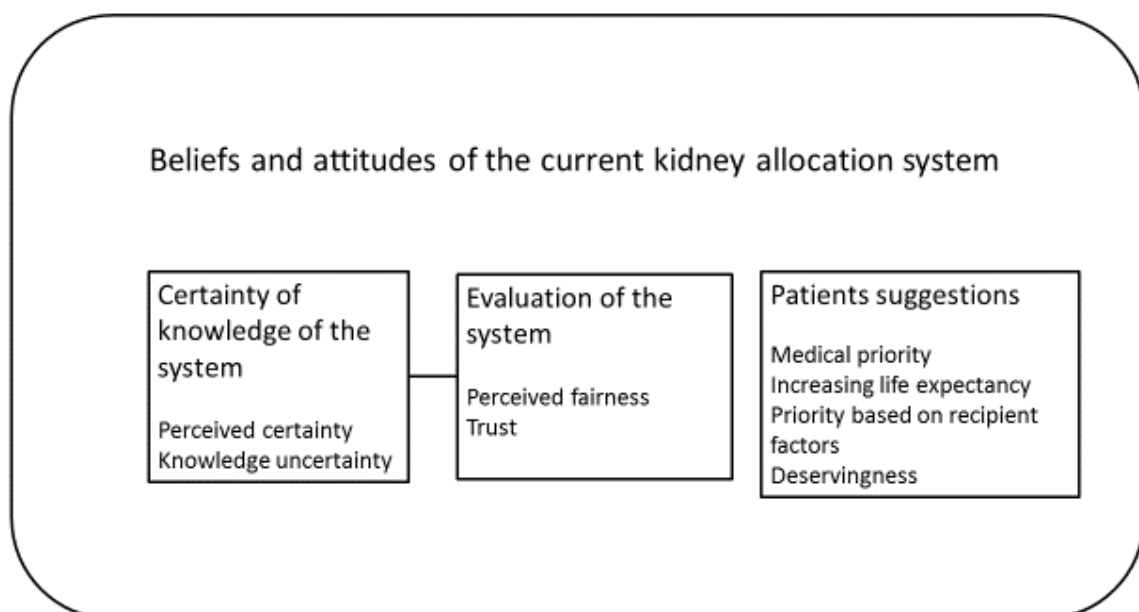 Beliefs and attitudes of the current kidney allocation system
Certainty of
knowledge of the
system
Perceived certainty
Knowledge uncertainty
Evaluation of the
system
Perceived fairness
Trust
Patients suggestions
Medical priority
Increasing life expectancy
Priority based on recipient
factors
Deservingness